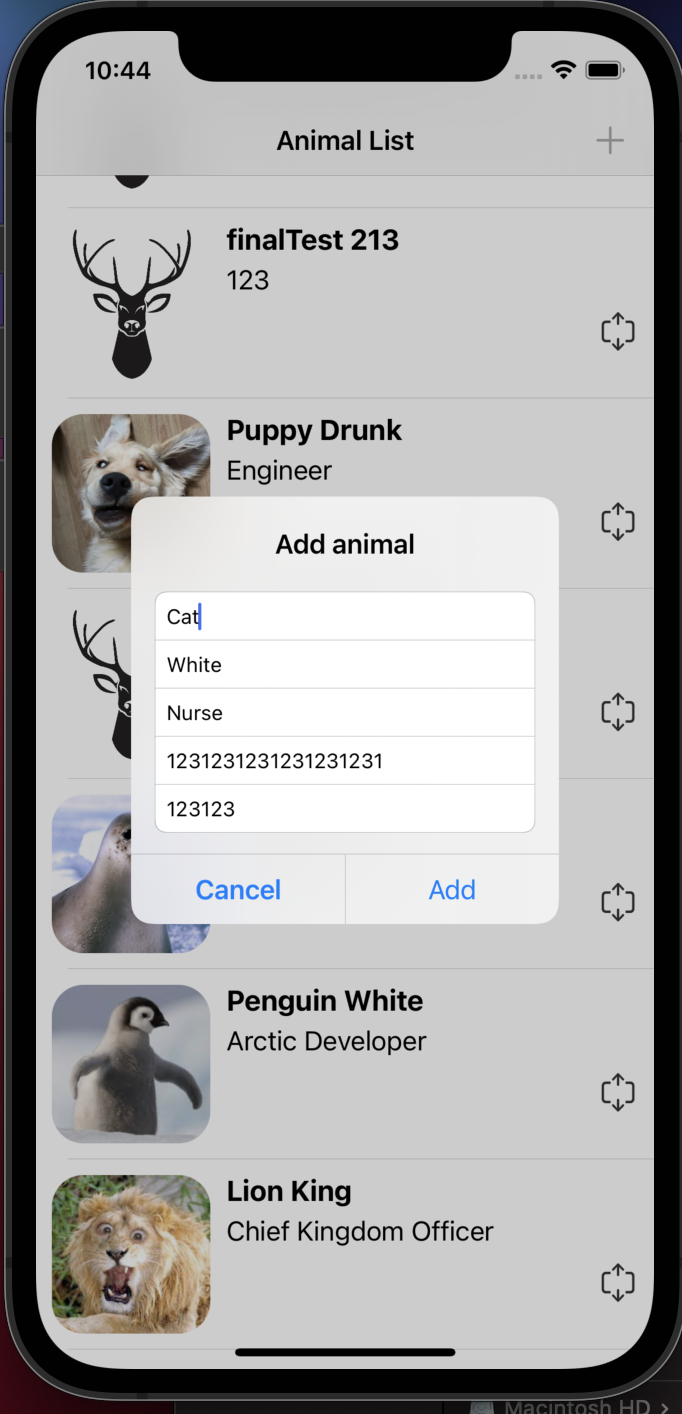 10:44
Animal List
finalTest 213
123
Puppy Drunk
Engineer
Add animal
Cat
White
Nurse
1231231231231231231
123123
Cancel
Add
Penguin White
Arctic Developer
Lion King
Chief Kingdom Officer
Macintosh HD